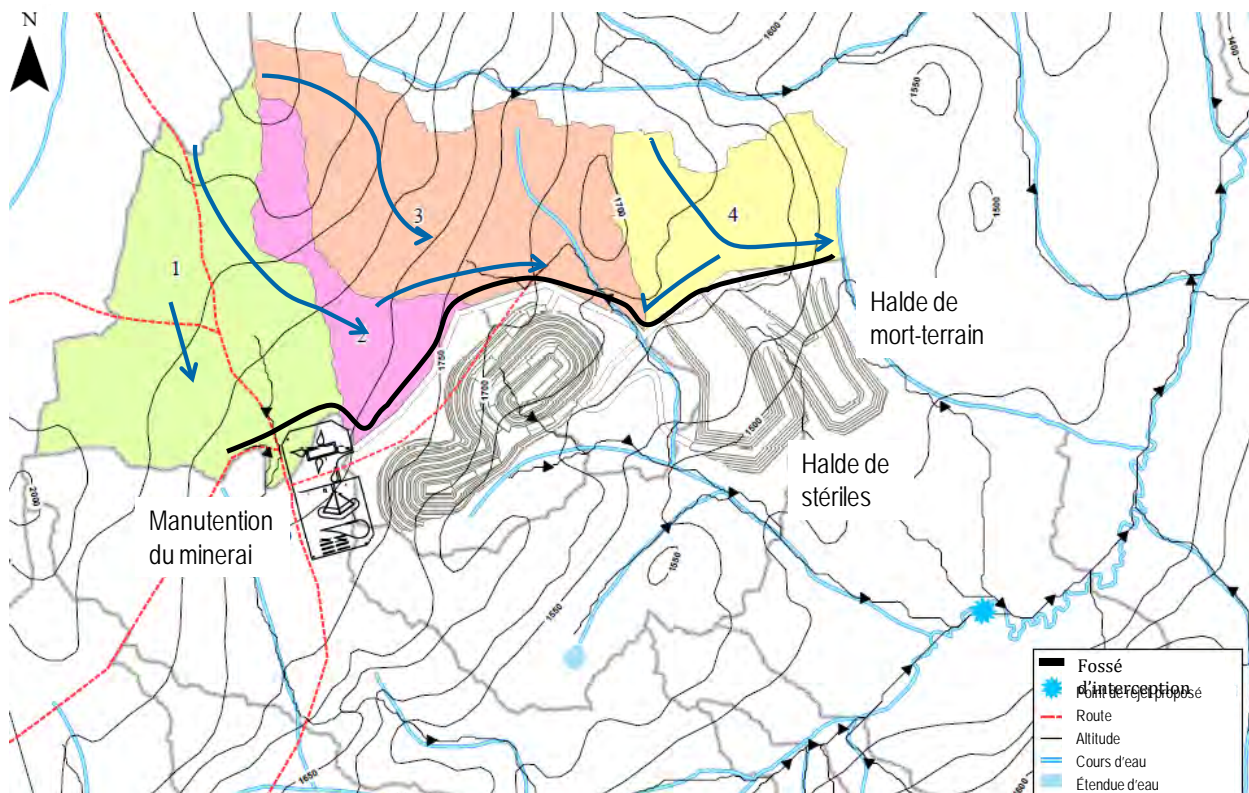 N
1600
1550
1400
1500
1700
3
4
1
2
Halde de
mort-terrain
1750
1700
1500
Halde de
stériles
2000
Manutention
du minerai
1550
1550
1650
1600
Fossé
d'interception
Point de rejet proposé
Route
Altitude
Cours d'eau
Étendue d'eau